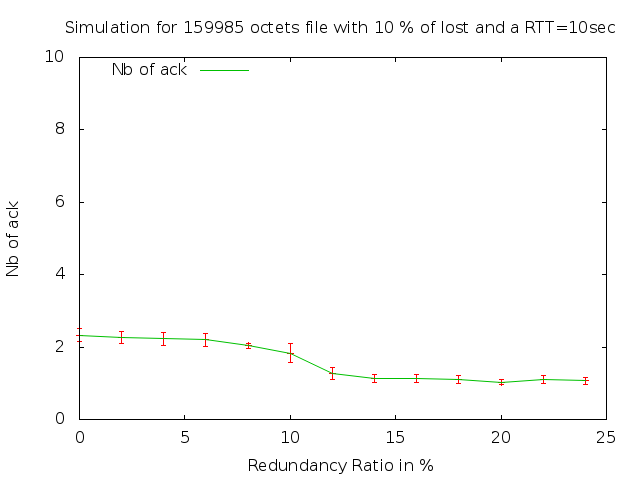 Simulation for 159985 octets file with 10 % of lost and a RTT=10sec
Nb of ack
10
8
6
4
2
0
Nb of ack
0 5 10 15 20 25
Redundancy Ratio in %